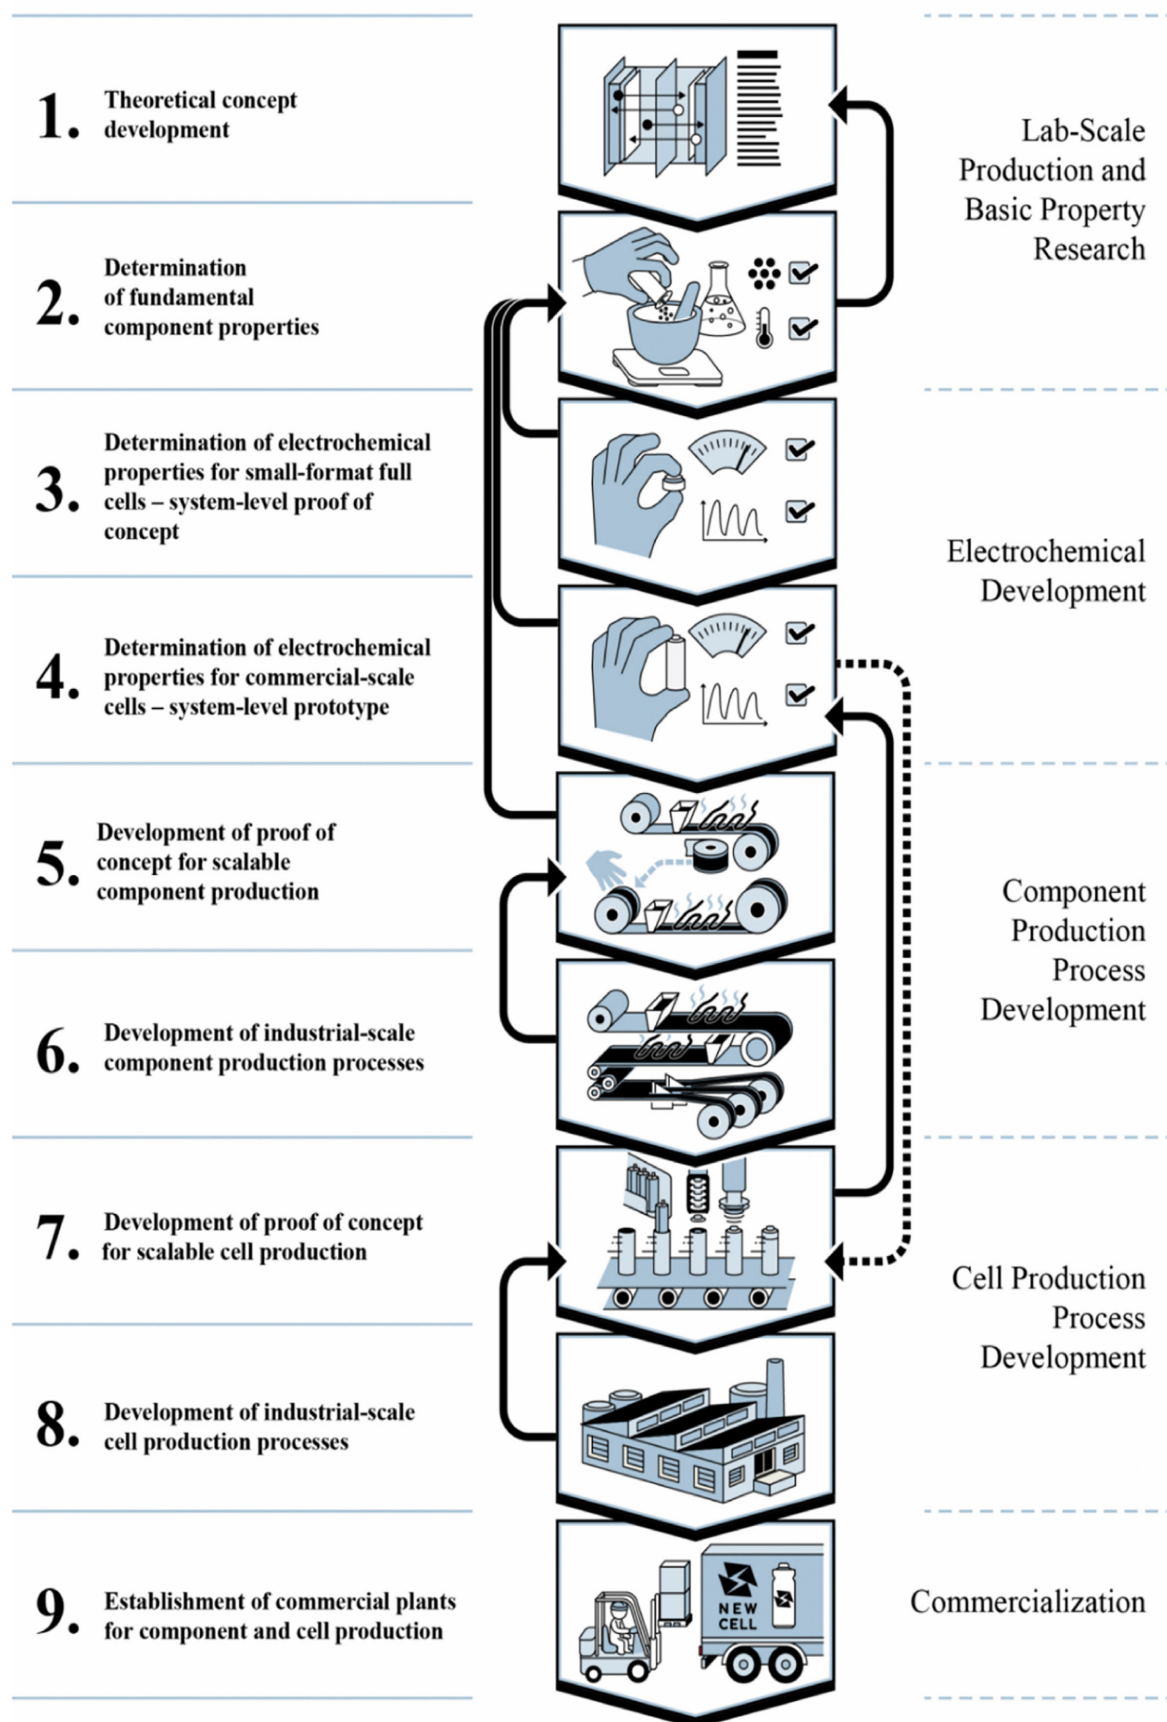 1. Theoretical concept
development
Lab-Scale
Production and
Basic Property
Research
2. Determination
of fundamental
component properties
3. Determination of electrochemical
properties for small-format full
cells – system-level proof of
concept
Electrochemical
Development
4. Determination of electrochemical
properties for commercial-scale
cells – system-level prototype
5. Development of proof of
concept for scalable
component production
Component
Production
Process
Development
6. Development of industrial-scale
component production processes
7. Development of proof of concept
for scalable cell production
Cell Production
Process
Development
8. Development of industrial-scale
cell production processes
9. Establishment of commercial plants
for component and cell production
NEW
CELL
Commercialization